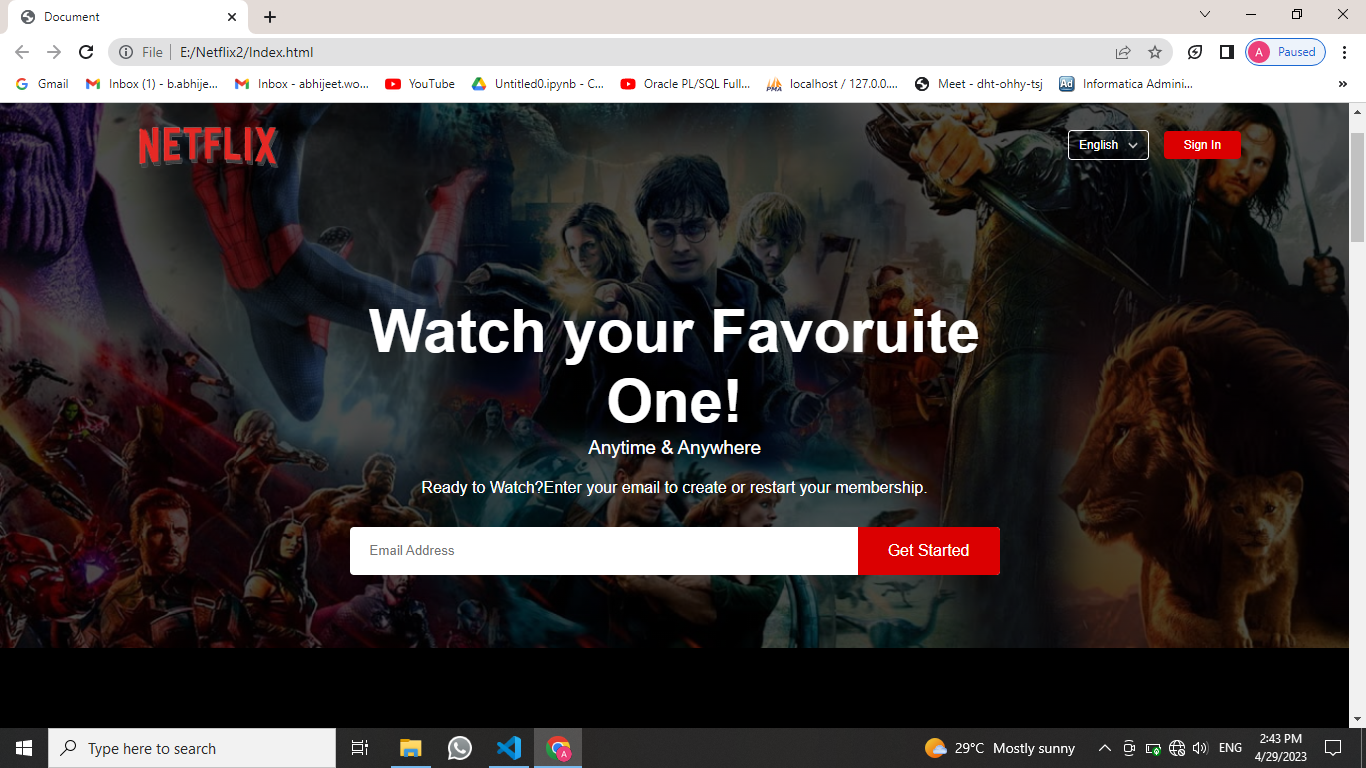 Document
File E:/Netflix2/Index.html
A Paused
Gmail Inbox (1) - b.abhije... Inbox - abhijeet.wo... YouTube Untitled0.ipynb - C... Oracle PL/SQL Full... localhost / 127.0.0.... Meet - dht-ohhy-tsj Ad Informatica Admini... »
NETFLIX
English
Sign In
Watch your Favoruite
One!
Anytime & Anywhere
Ready to Watch?Enter your email to create or restart your membership.
Email Address
Get Started
Type here to search
29°C Mostly sunny
ENG
2:43 PM
4/29/2023